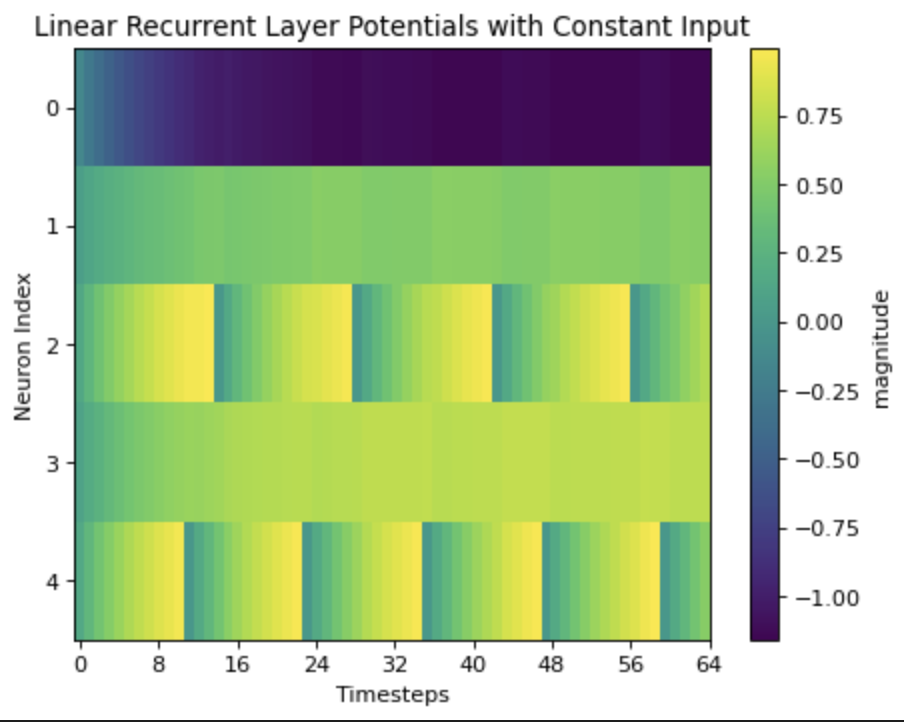 Linear Recurrent Layer Potentials with Constant Input
Neuron Index
0
1
2
3
4
0 8 16 24 32 40 48 56 64
Timesteps
0.75
0.50
0.25
0.00
−0.25
−0.50
−0.75
−1.00
magnitude